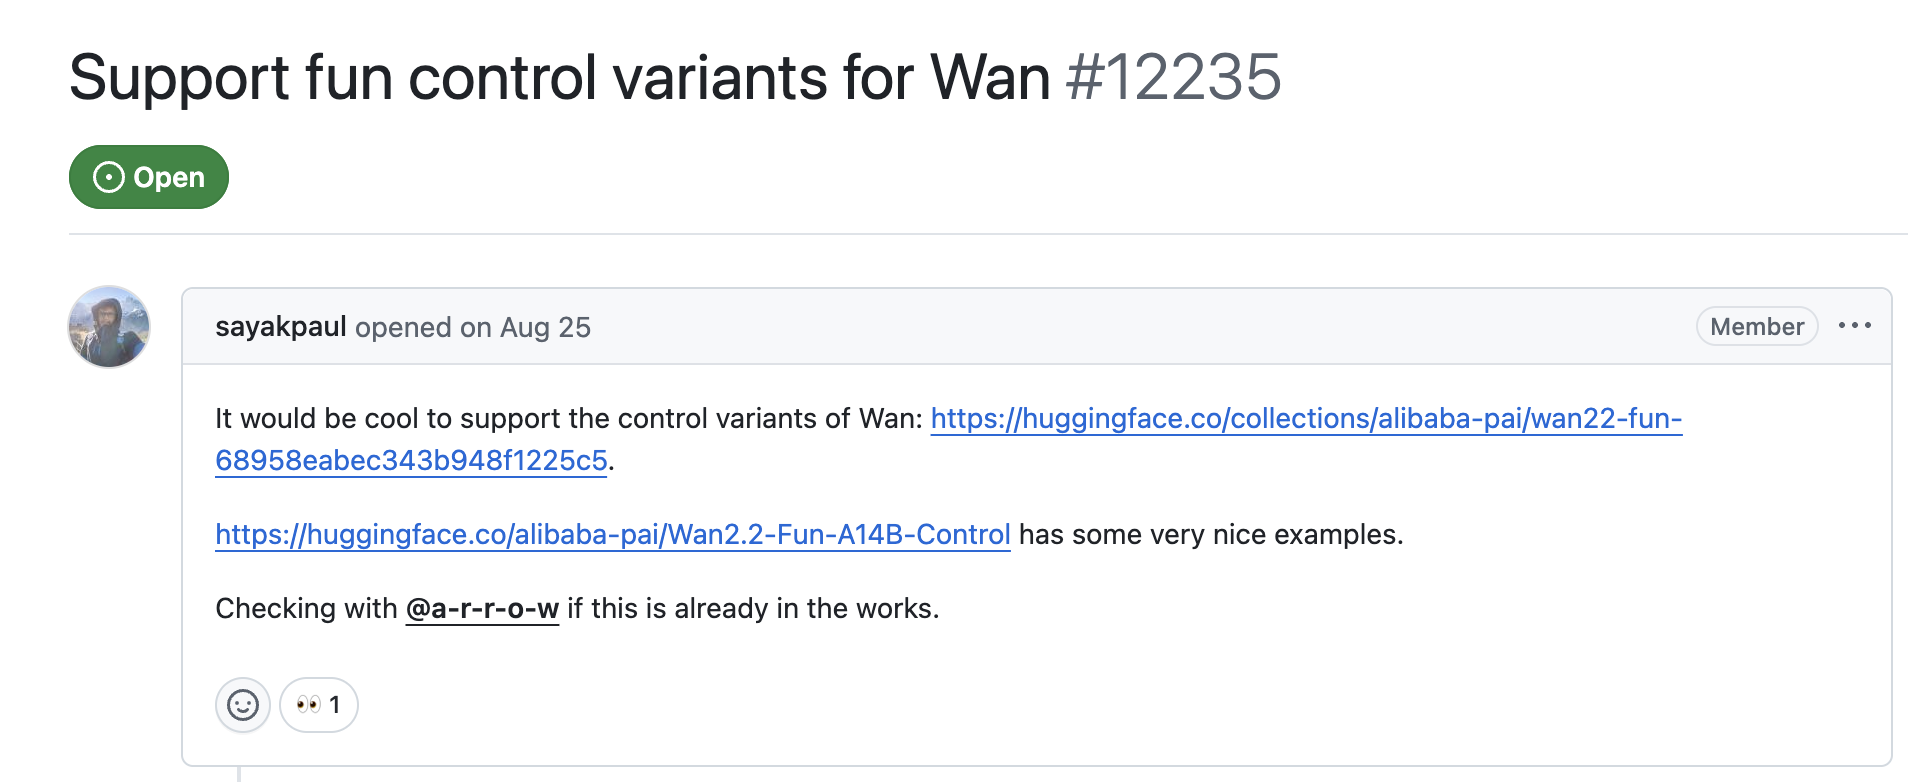 Support fun control variants for Wan #12235
Open
sayakpaul opened on Aug 25
Member
It would be cool to support the control variants of Wan: https://huggingface.co/collections/alibaba-pai/wan22-fun-
68958eabec343b948f1225c5.
https://huggingface.co/alibaba-pai/Wan2.2-Fun-A14B-Control has some very nice examples.
Checking with @a-r-r-o-w if this is already in the works.
👀 1